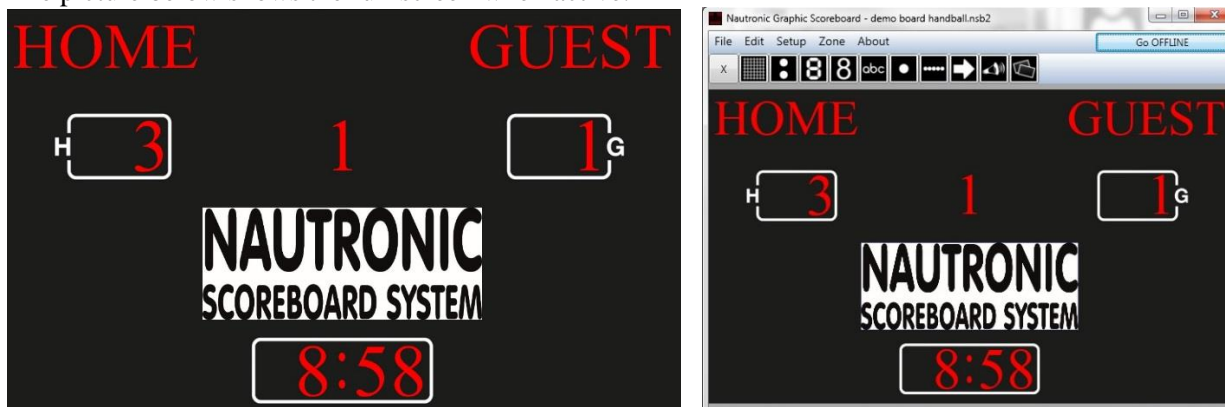 HOME GUEST
H 3 1 1 G
NAUTRONIC
SCOREBOARD SYSTEM
8:58
Nautronic Graphic Scoreboard - demo board handball.nsb2
File Edit Setup Zone About Go OFFLINE
X 8 8 abc
HOME GUEST
H 3 1 1 G
NAUTRONIC
SCOREBOARD SYSTEM
8:58